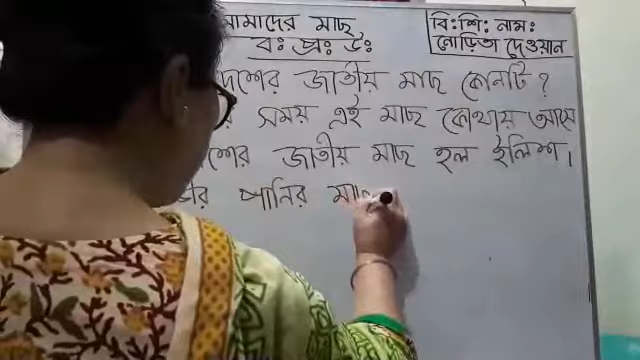 আমাদের মাছ
ব: প্র: উ:
বি:শি: নাম:
নোড়িতা দেওয়ান
দেশের জাতীয় মাছ কোনটি ?
সময় এই মাছ কোথায় আসে
শের জাতীয় মাছ হল ইলিশ।
পানির মাছ